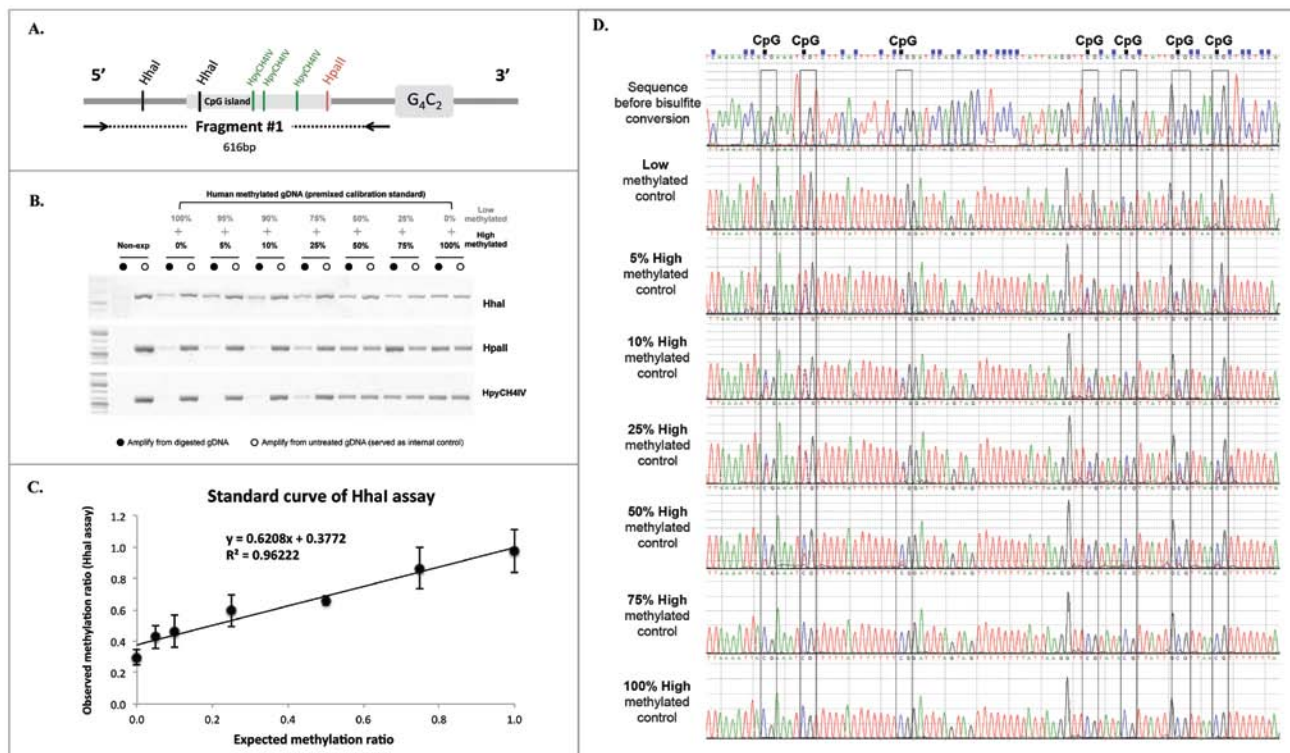 A.
5’
HhaI
HhaI
HpyCH4IV
HpyCH4IV
HpyCH4IV
HpaII
3’
CpG island
G4C2
Fragment #1
616bp
B.
Human methylated gDNA (premixed calibration standard)
100% 95% 90% 75% 50% 25% 0% Low methylated
+ + + + + + +
Non-exp 0% 5% 10% 25% 50% 75% 100% High methylated
HhaI
HpaII
HpyCH4IV
● Amplify from digested gDNA ○ Amplify from untreated gDNA (served as internal control)
C.
Standard curve of HhaI assay
y = 0.6208x + 0.3772
R² = 0.96222
Observed methylation ratio (HhaI assay)
1.2
1.0
0.8
0.6
0.4
0.2
0.0
0.0 0.2 0.4 0.6 0.8 1.0
Expected methylation ratio
D.
CpG CpG CpG CpG CpG CpG CpG
Sequence
before bisulfite
conversion
Low
methylated
control
5% High
methylated
control
10% High
methylated
control
25% High
methylated
control
50% High
methylated
control
75% High
methylated
control
100% High
methylated
control